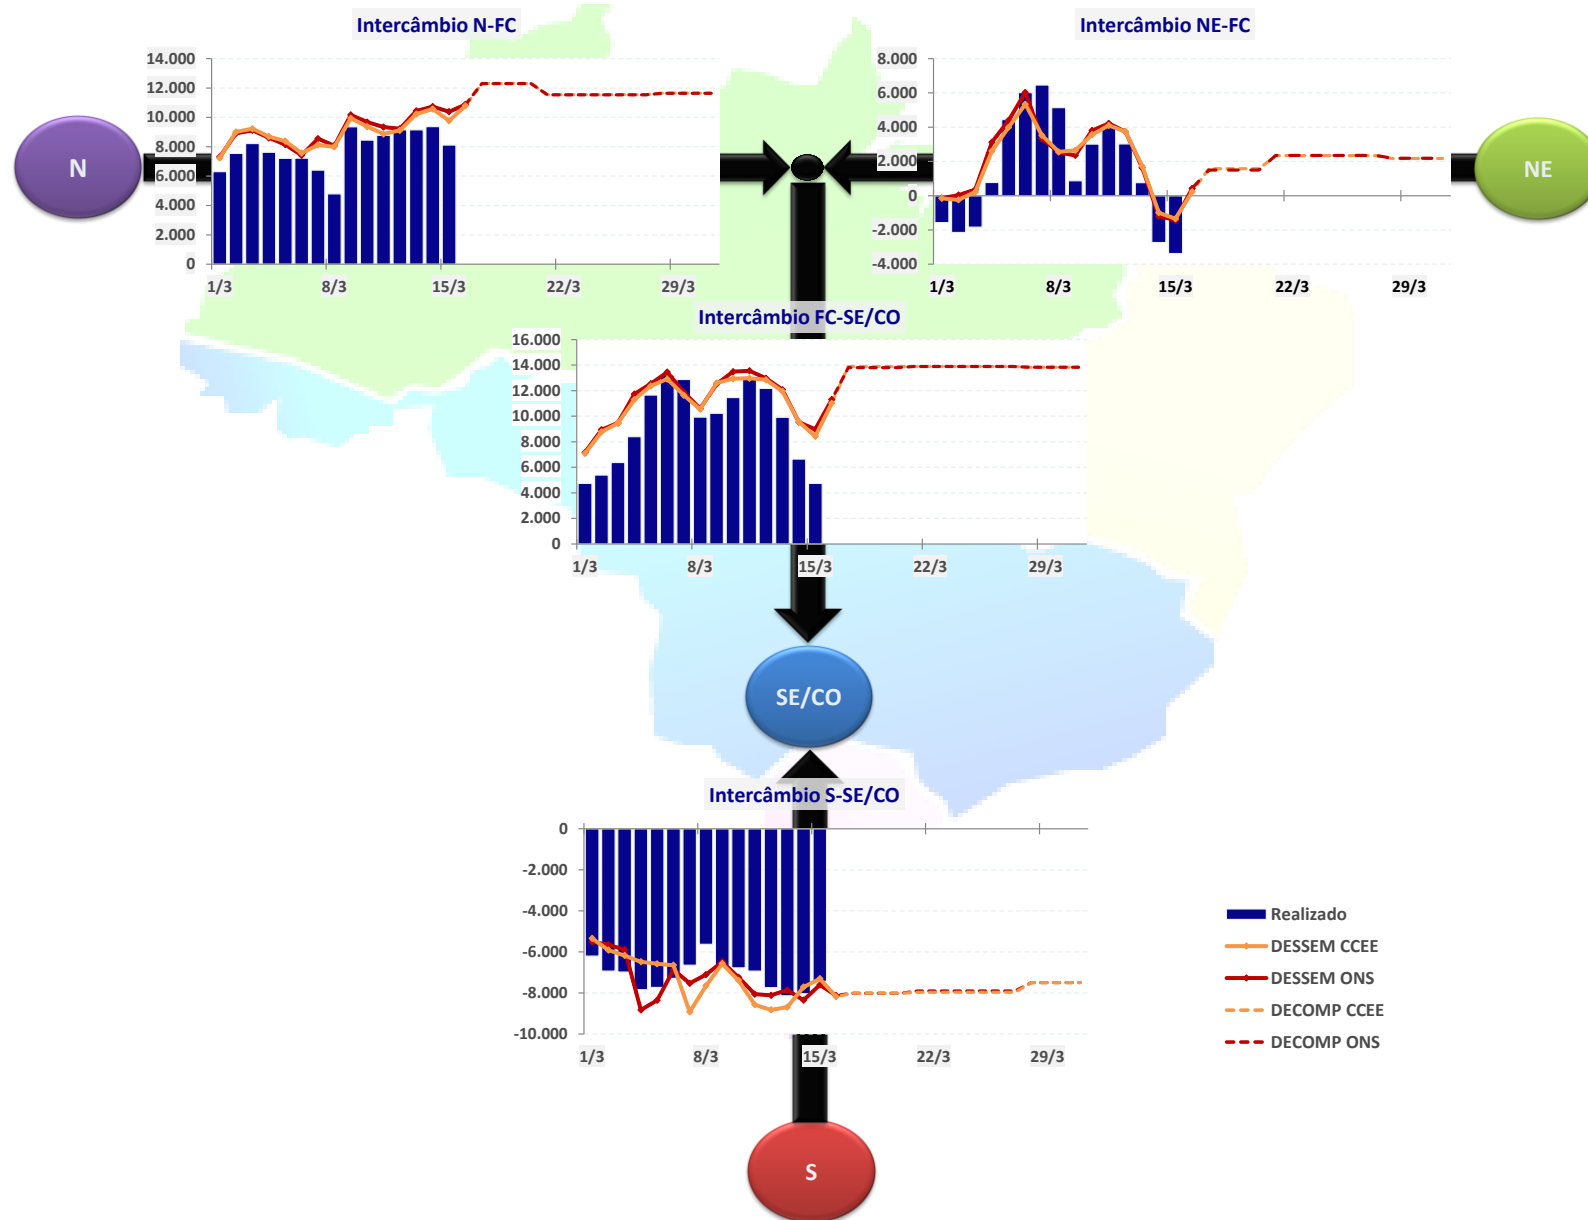 Intercâmbio N-FC
14.000
12.000
10.000
8.000
6.000
4.000
2.000
0
1/3 8/3 15/3 22/3 29/3
N
Intercâmbio NE-FC
8.000
6.000
4.000
2.000
0
-2.000
-4.000
1/3 8/3 15/3 22/3 29/3
NE
Intercâmbio FC-SE/CO
16.000
14.000
12.000
10.000
8.000
6.000
4.000
2.000
0
1/3 8/3 15/3 22/3 29/3
SE/CO
Intercâmbio S-SE/CO
0
-2.000
-4.000
-6.000
-8.000
-10.000
1/3 8/3 15/3 22/3 29/3
Realizado
DESSEM CCEE
DESSEM ONS
DECOMP CCEE
DECOMP ONS
S